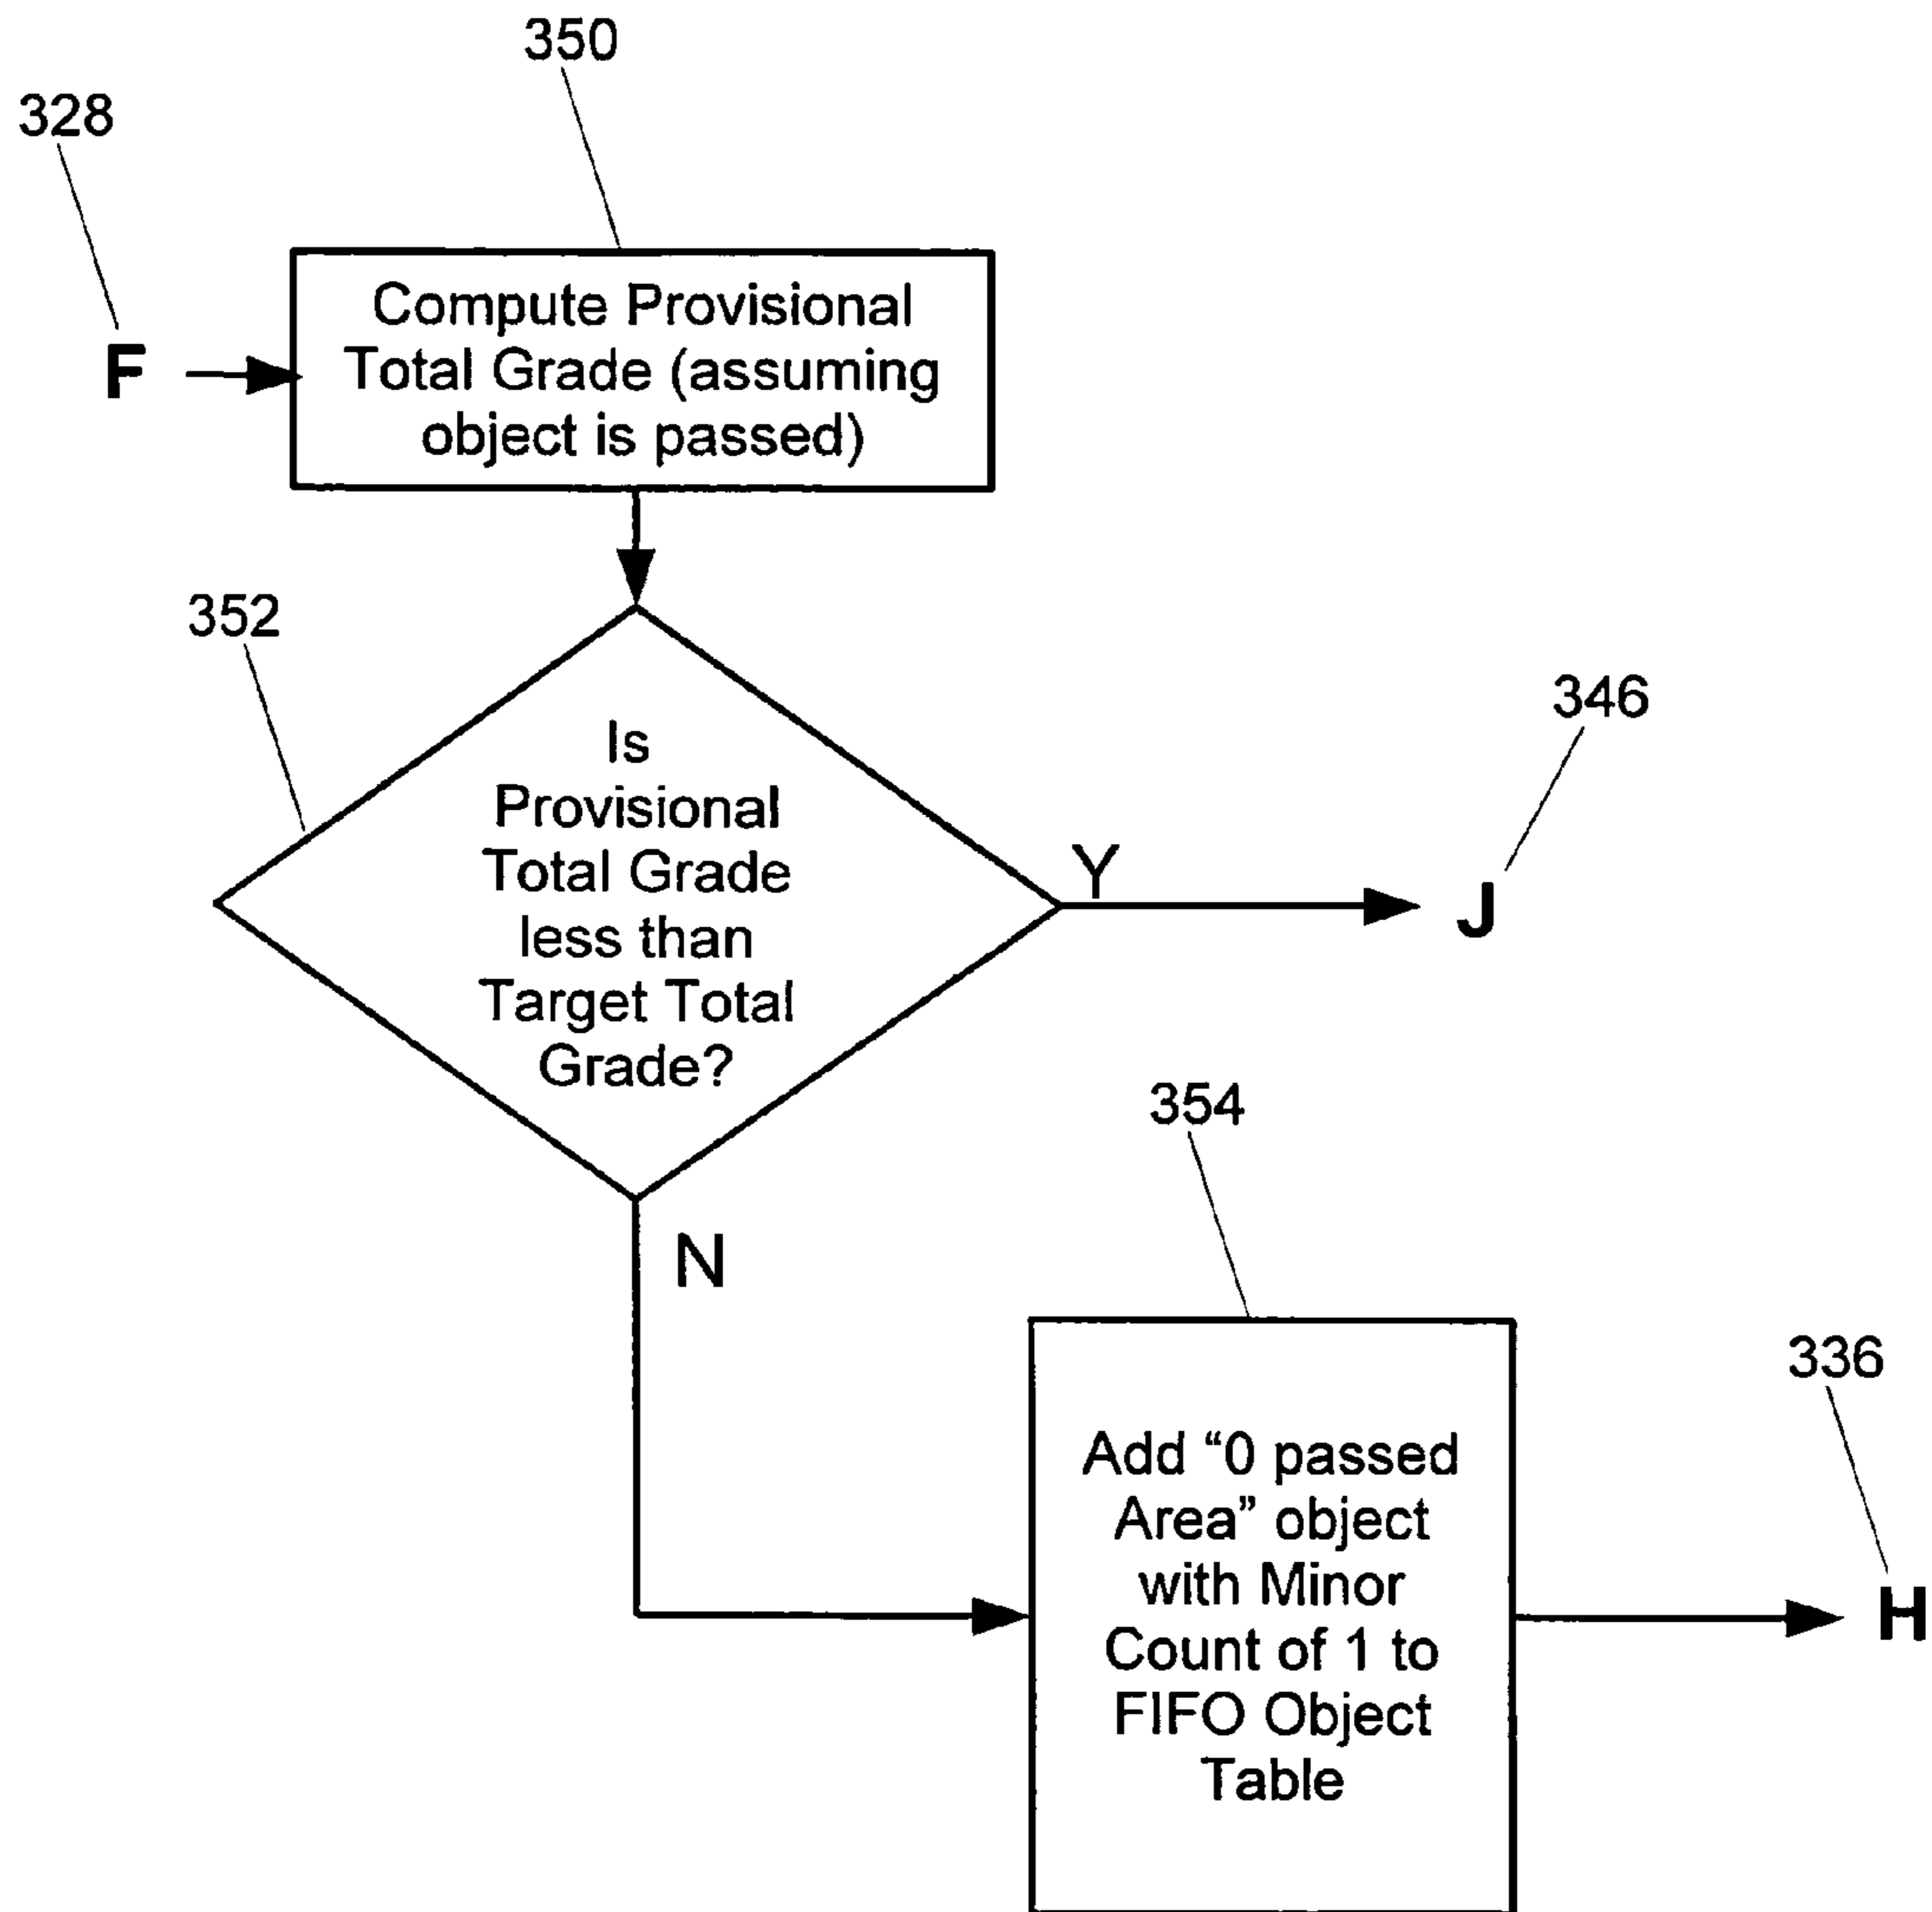 350
328
F
Compute Provisional
Total Grade (assuming
object is passed)
352
Is
Provisional
Total Grade
less than
Target Total
Grade?
Y
346
J
N
354
Add “0 passed
Area” object
with Minor
Count of 1 to
FIFO Object
Table
336
H